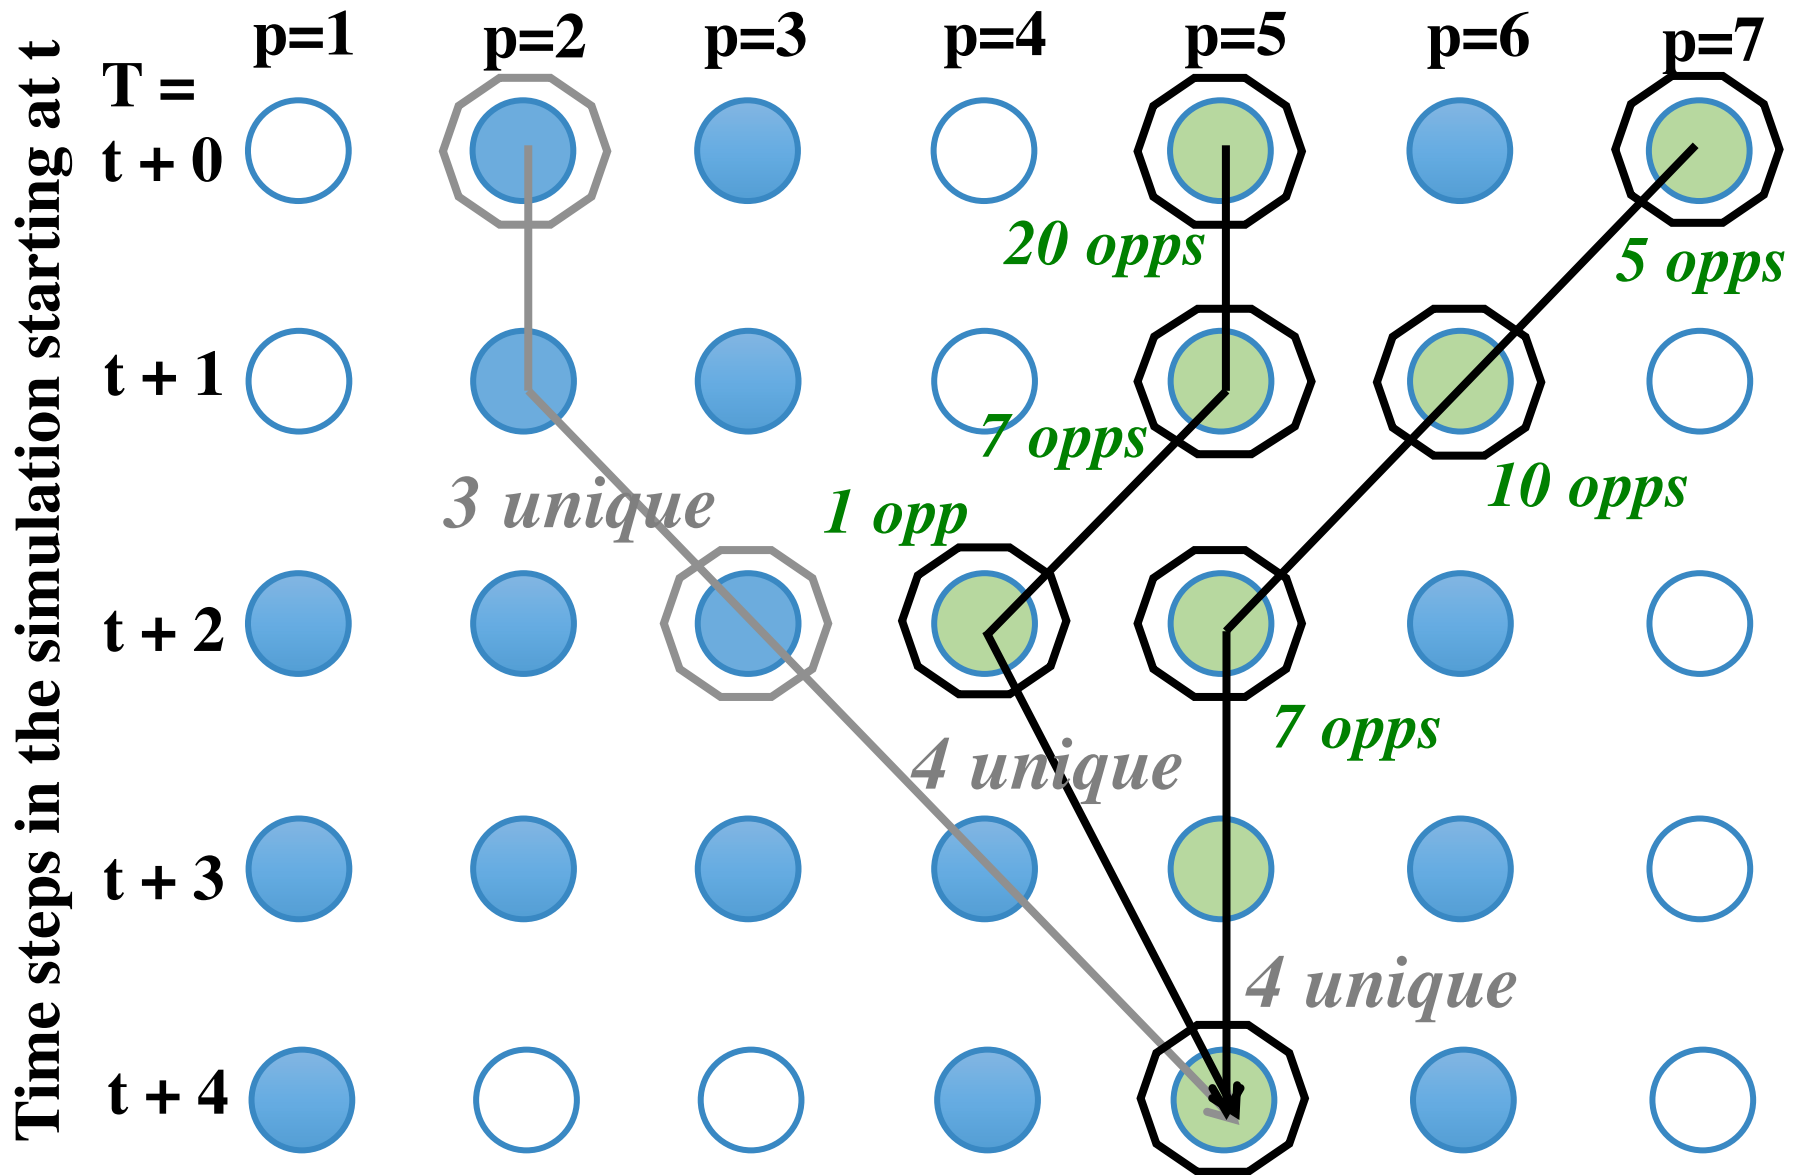 Time steps in the simulation starting at t
p=1 p=2 p=3 p=4 p=5 p=6 p=7
T =
t + 0
20 opps
5 opps
t + 1
7 opps
10 opps
3 unique
1 opp
t + 2
7 opps
4 unique
t + 3
4 unique
t + 4